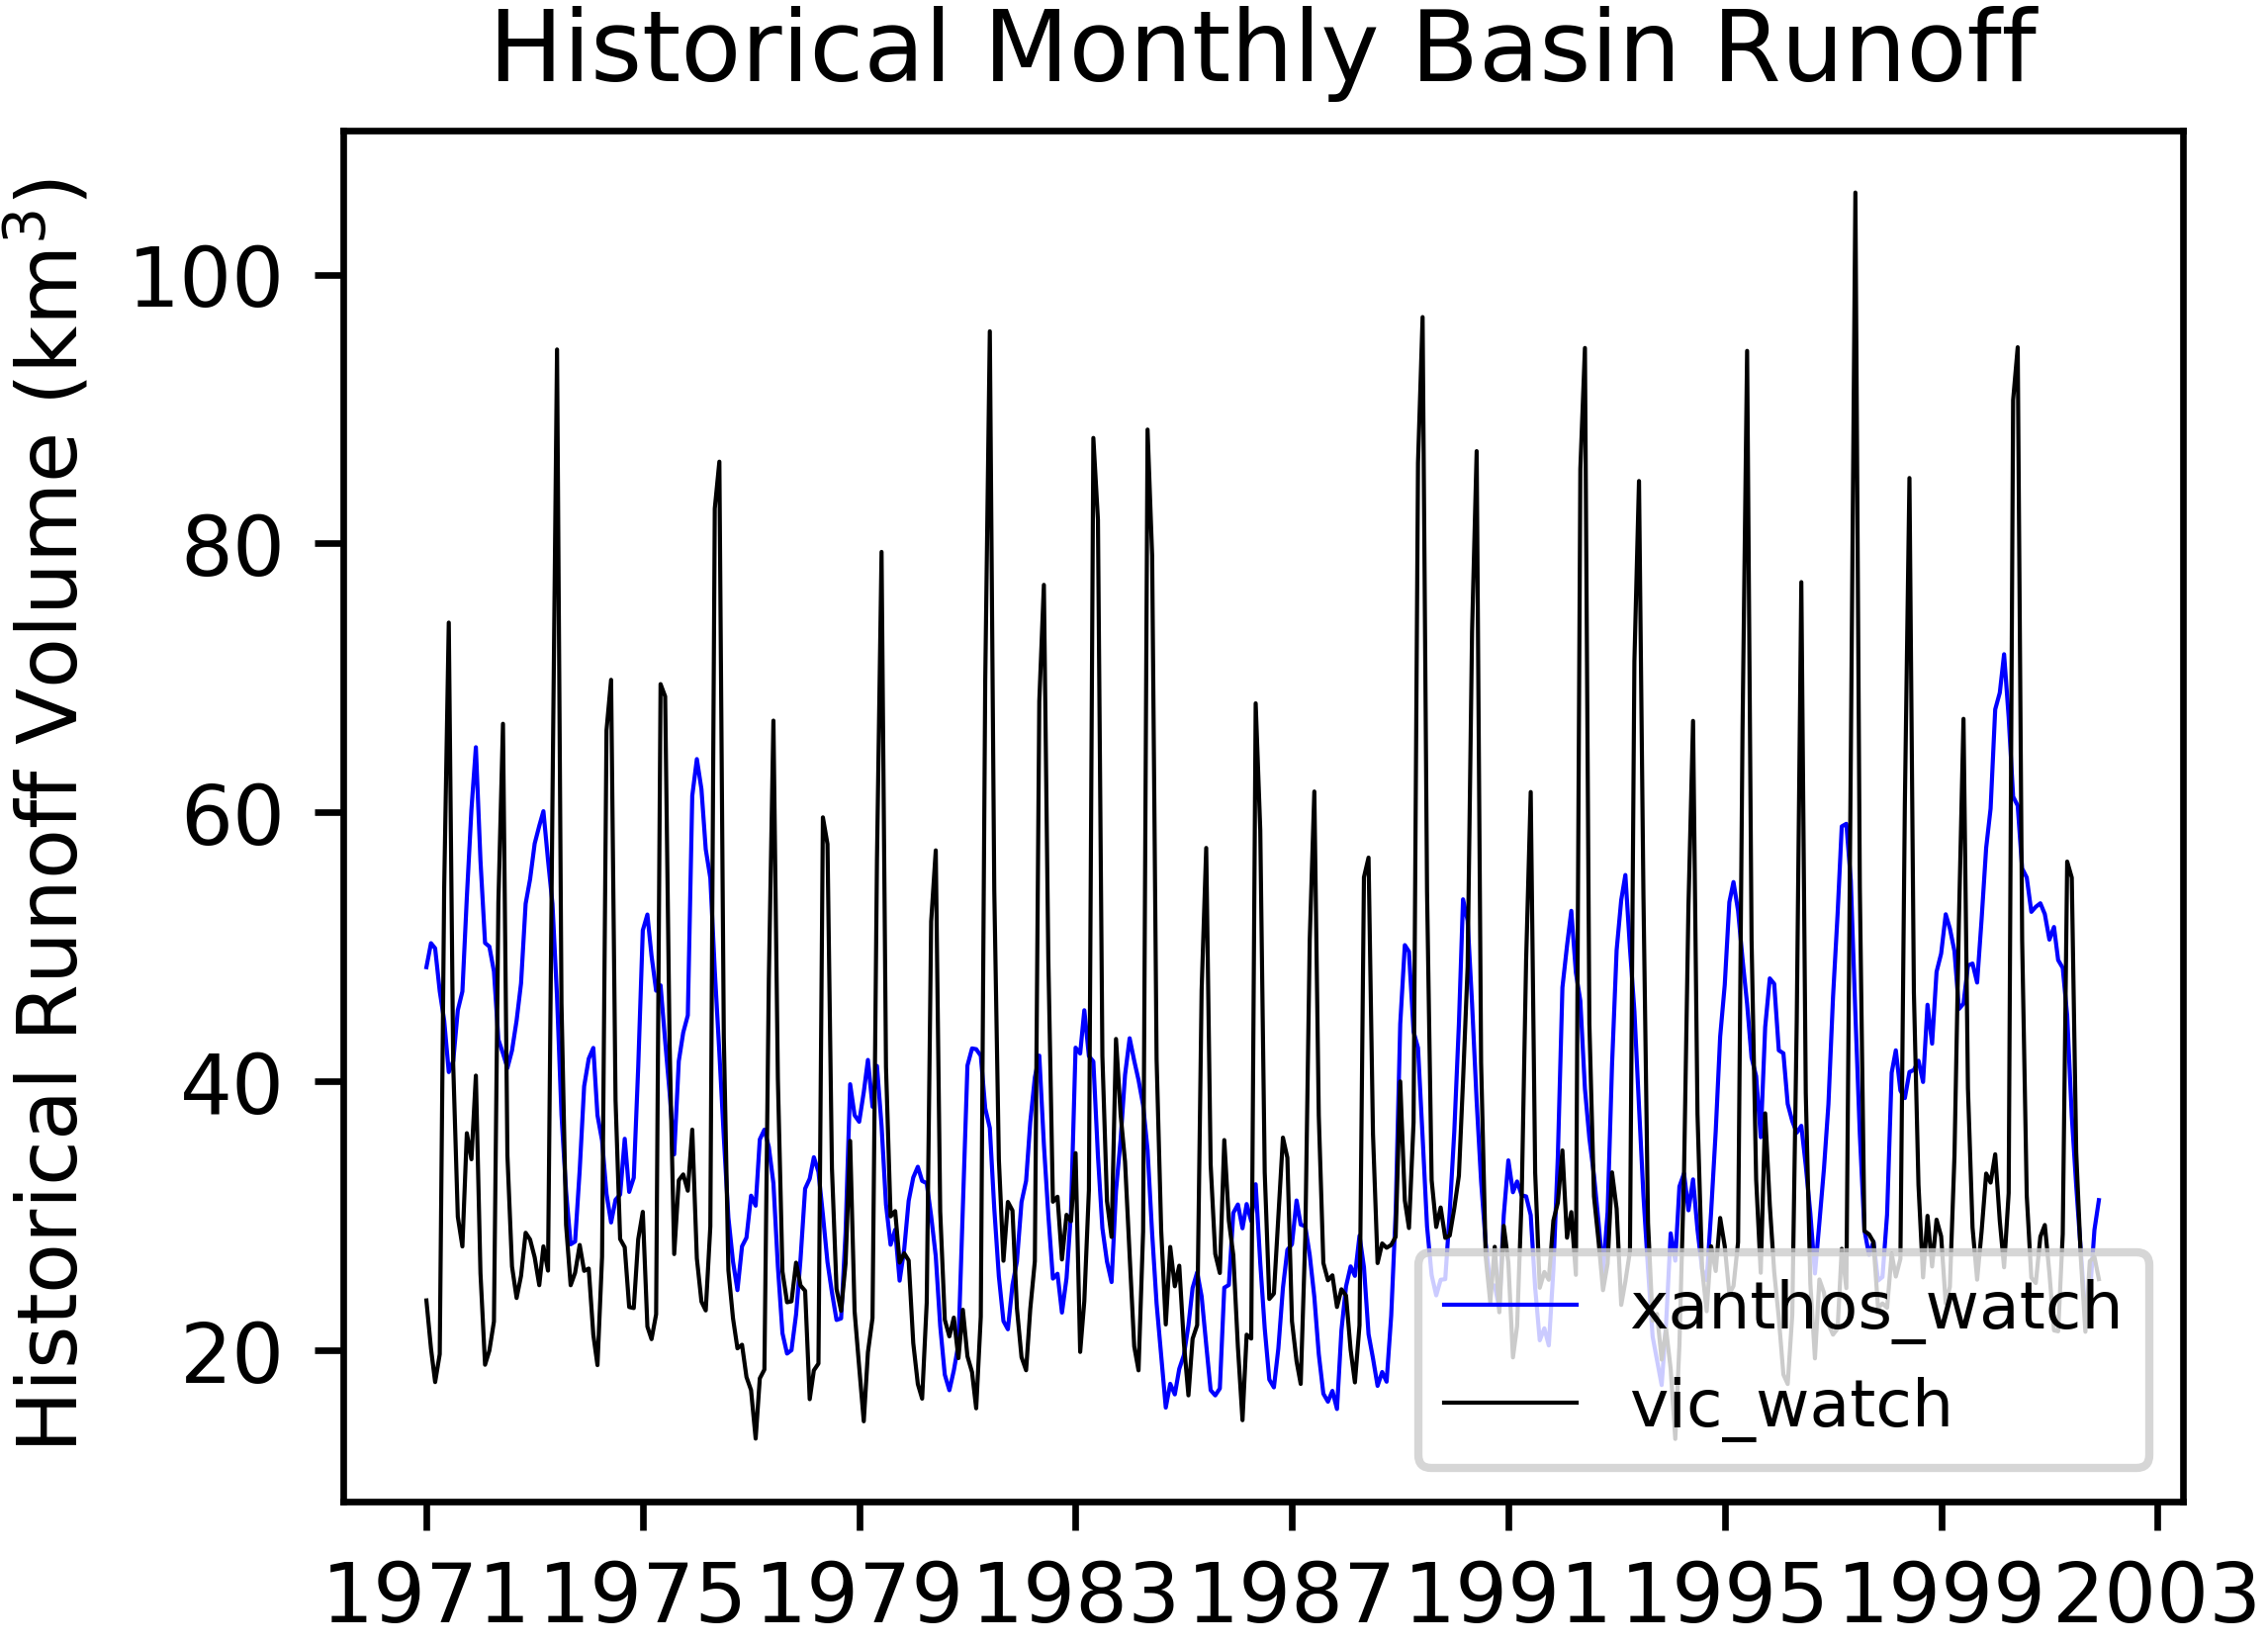 Historical Monthly Basin Runoff
Historical Runoff Volume (km³)
100
80
60
40
20
xanthos_watch
vic_watch
1971 1975 1979 1983 1987 1991 1995 1999 2003